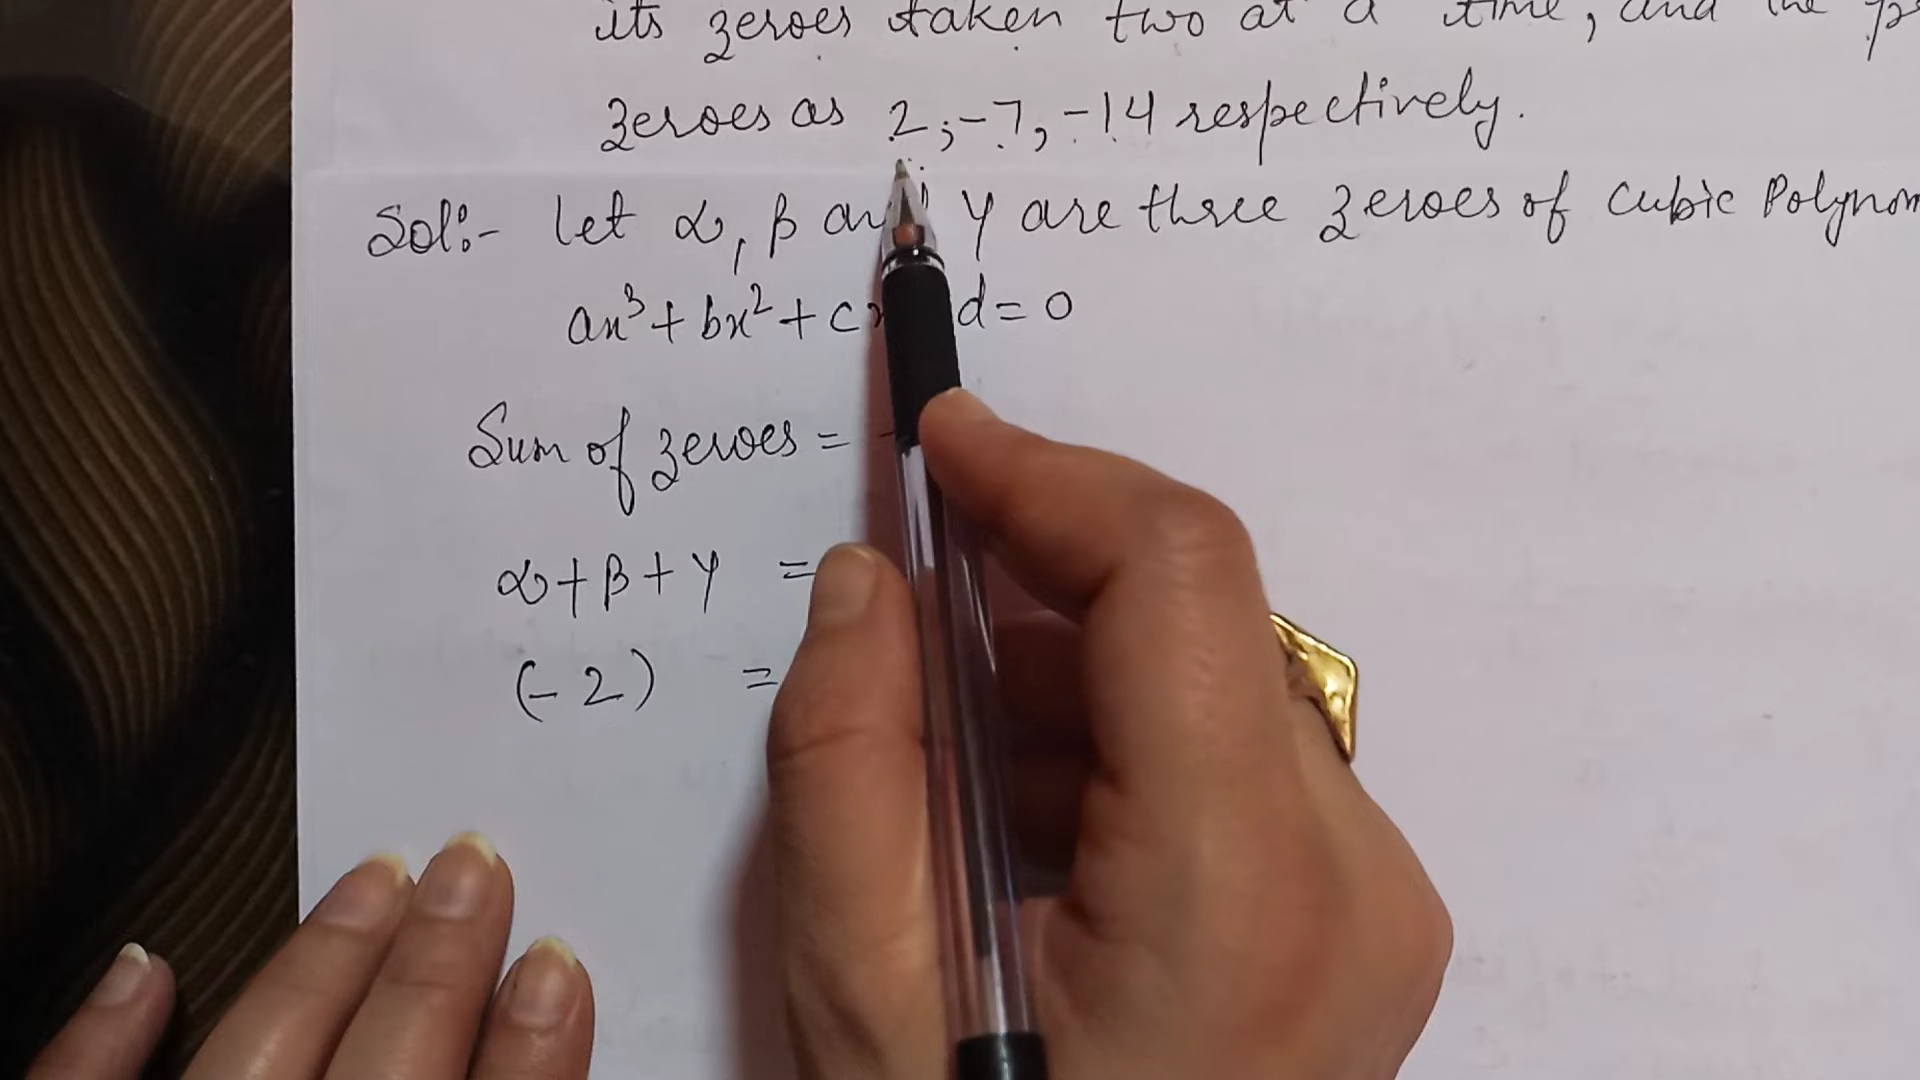 its zeroes taken two at a time, and the
zeroes as 2, -7, -14 respectively.
Sol:- let α, β and γ are three zeroes of cubic Polynom
ax³ + bx² + cx d = 0
Sum of zeroes = -
α + β + γ =
(-2) =